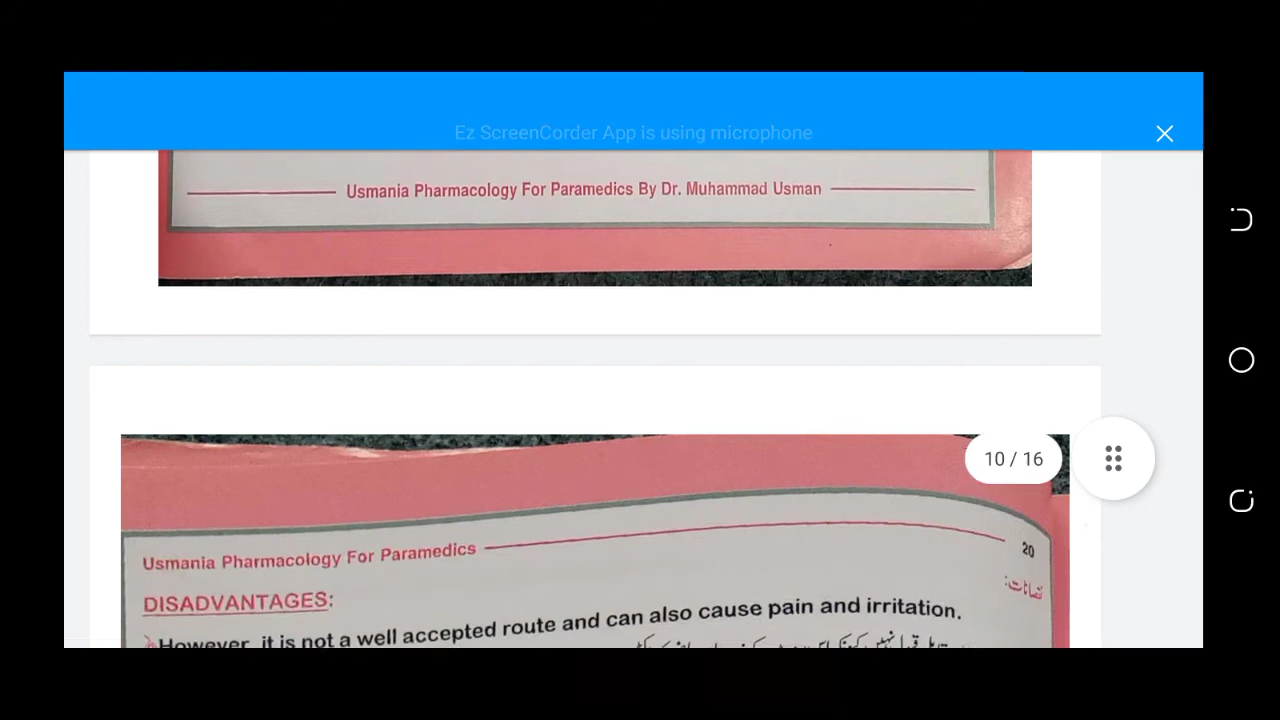 Ez ScreenCorder App is using microphone
Usmania Pharmacology For Paramedics By Dr. Muhammad Usman
10 / 16
Usmania Pharmacology For Paramedics
20
DISADVANTAGES:
نقصانات:
However, it is not a well accepted route and can also cause pain and irritation.